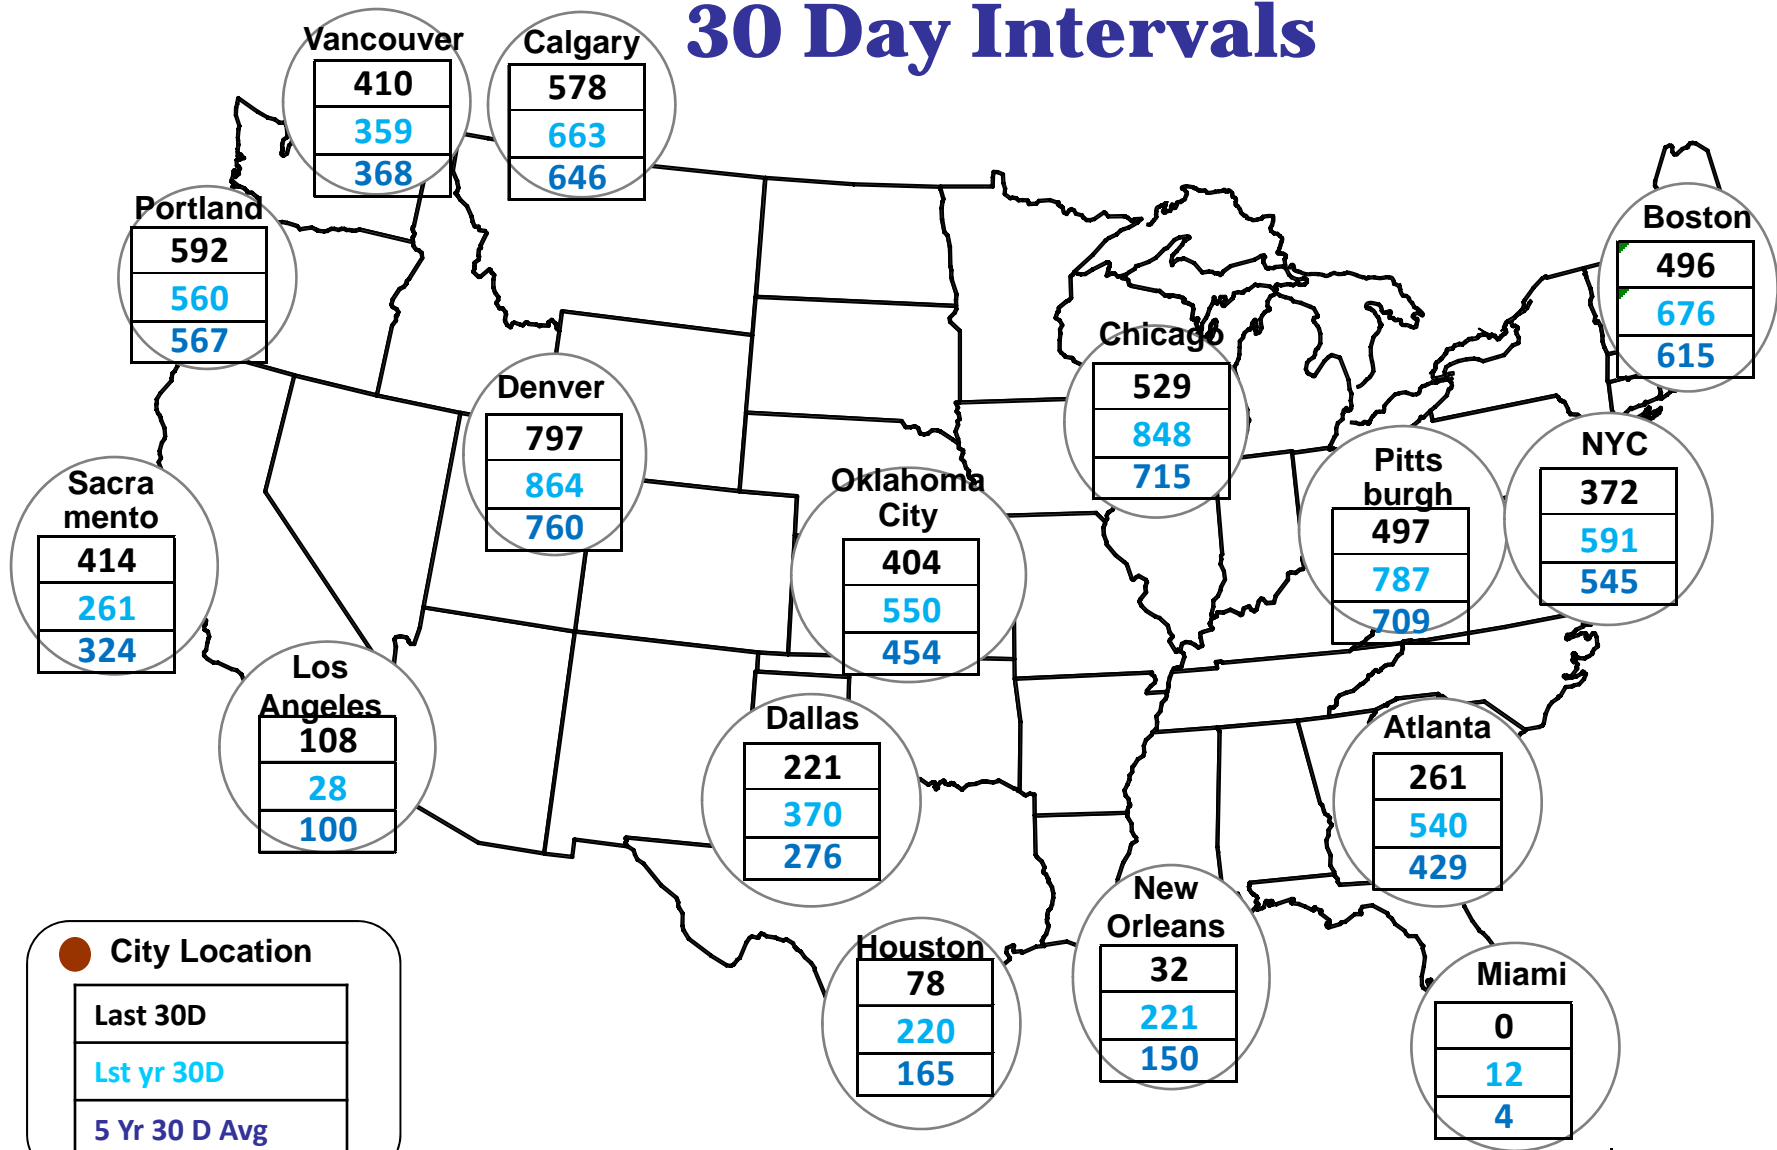 30 Day Intervals
Vancouver
410
359
368
Calgary
578
663
646
Portland
592
560
567
Boston
496
676
615
Chicago
529
848
715
Denver
797
864
760
NYC
372
591
545
Pitts
burgh
497
787
709
Oklahoma
City
404
550
454
Sacra
mento
414
261
324
Los
Angeles
108
28
100
Dallas
221
370
276
Atlanta
261
540
429
New
Orleans
32
221
150
Houston
78
220
165
Miami
0
12
4
City Location
Last 30D
Lst yr 30D
5 Yr 30 D Avg